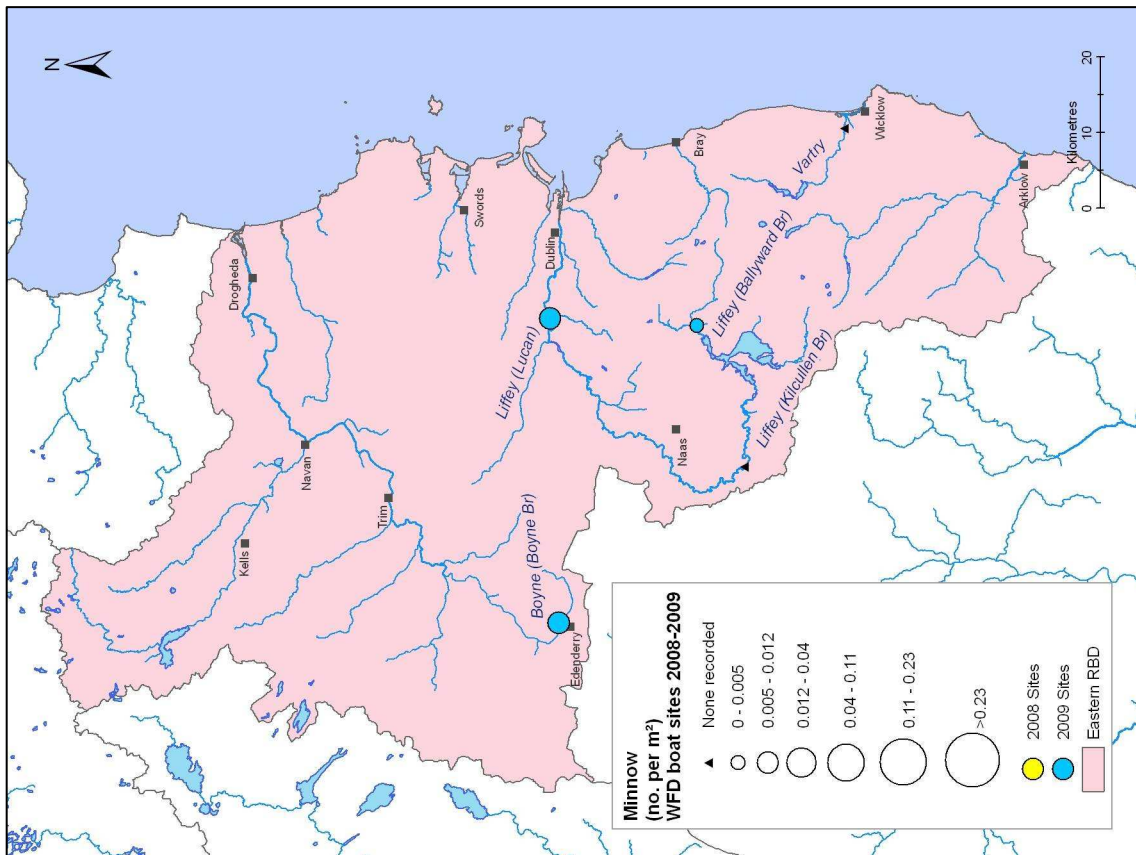 N
Drogheda
Navan
Kells
Trim
Swords
Liffey (Lucan)
Dublin
Boyne (Boyne Br)
Edenderry
Bray
Naas
Liffey (Ballyward Br)
Liffey (Kilcullen Br)
Vartry
Wicklow
Arklow
0 10 20
Kilometres
Minnow
(no. per m²)
WFD boat sites 2008-2009
None recorded
0 - 0.005
0.005 - 0.012
0.012 - 0.04
0.04 - 0.11
0.11 - 0.23
>0.23
2008 Sites
2009 Sites
Eastern RBD